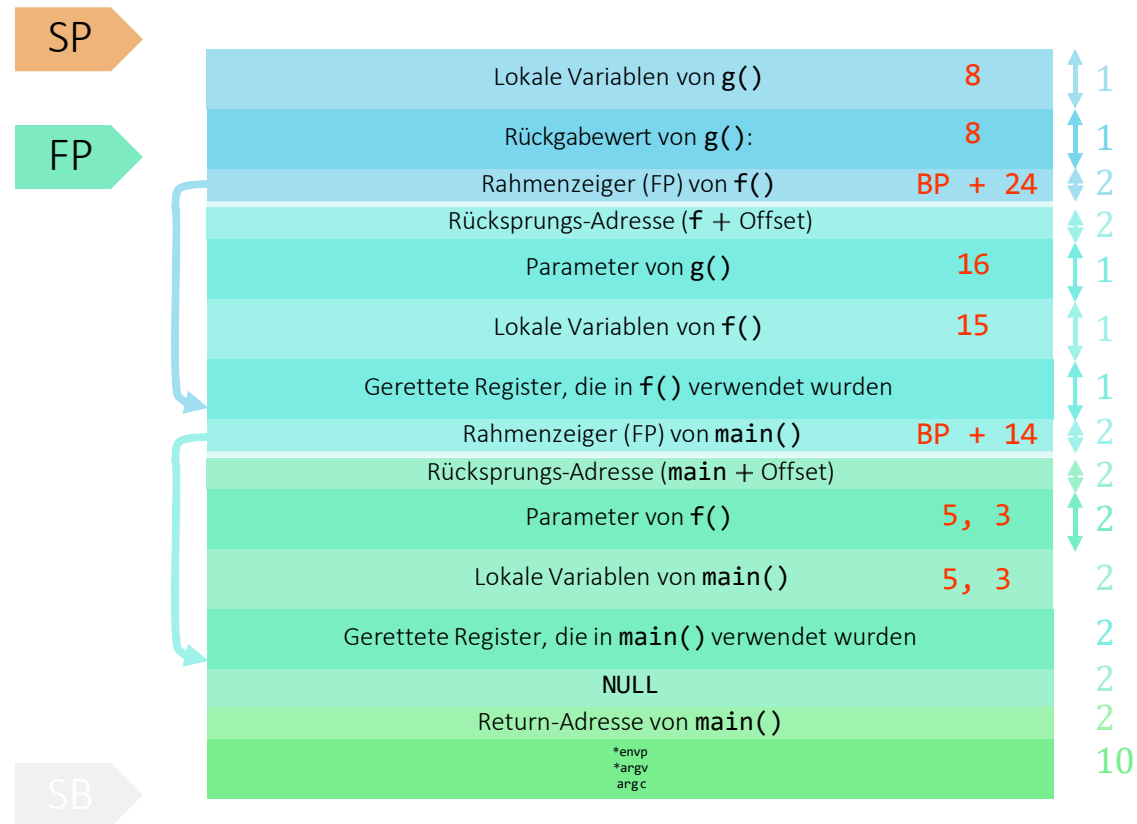 SP
Lokale Variablen von g() 8 1
FP
Rückgabewert von g(): 8 1
Rahmenzeiger (FP) von f() BP + 24 2
Rücksprungs-Adresse (f + Offset) 2
Parameter von g() 16 1
Lokale Variablen von f() 15 1
Gerettete Register, die in f() verwendet wurden 1
Rahmenzeiger (FP) von main() BP + 14 2
Rücksprungs-Adresse (main + Offset) 2
Parameter von f() 5, 3 2
Lokale Variablen von main() 5, 3 2
Gerettete Register, die in main() verwendet wurden 2
NULL 2
Return-Adresse von main() 2
*envp
*argv 10
argc
SB